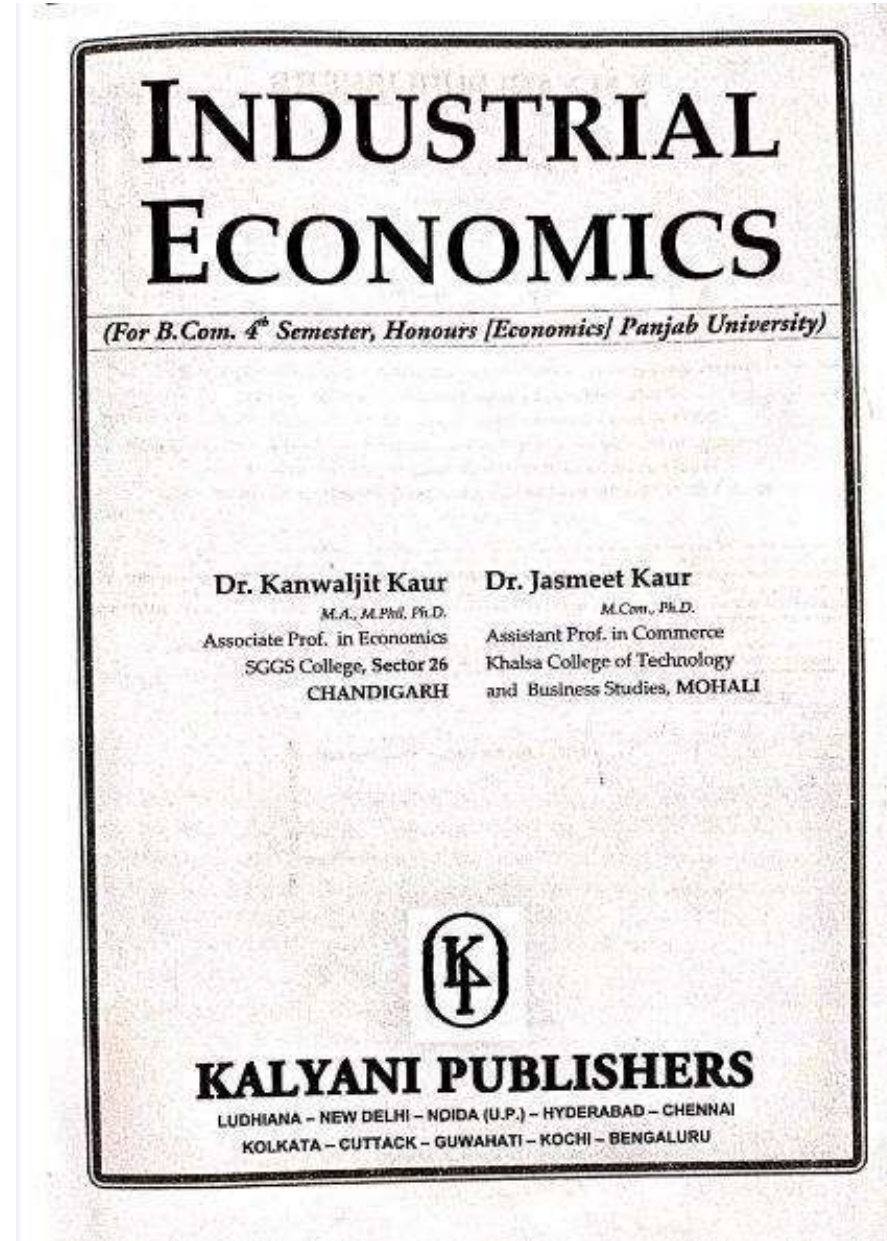 INDUSTRIAL
ECONOMICS
(For B.Com. 4th Semester, Honours [Economics] Panjab University)
Dr. Kanwaljit Kaur
M.A., M.Phil, Ph.D.
Associate Prof. in Economics
SGGS College, Sector 26
CHANDIGARH
Dr. Jasmeet Kaur
M.Com., Ph.D.
Assistant Prof. in Commerce
Khalsa College of Technology
and Business Studies, MOHALI
KP
KALYANI PUBLISHERS
LUDHIANA – NEW DELHI – NOIDA (U.P.) – HYDERABAD – CHENNAI
KOLKATA – CUTTACK – GUWAHATI – KOCHI – BENGALURU